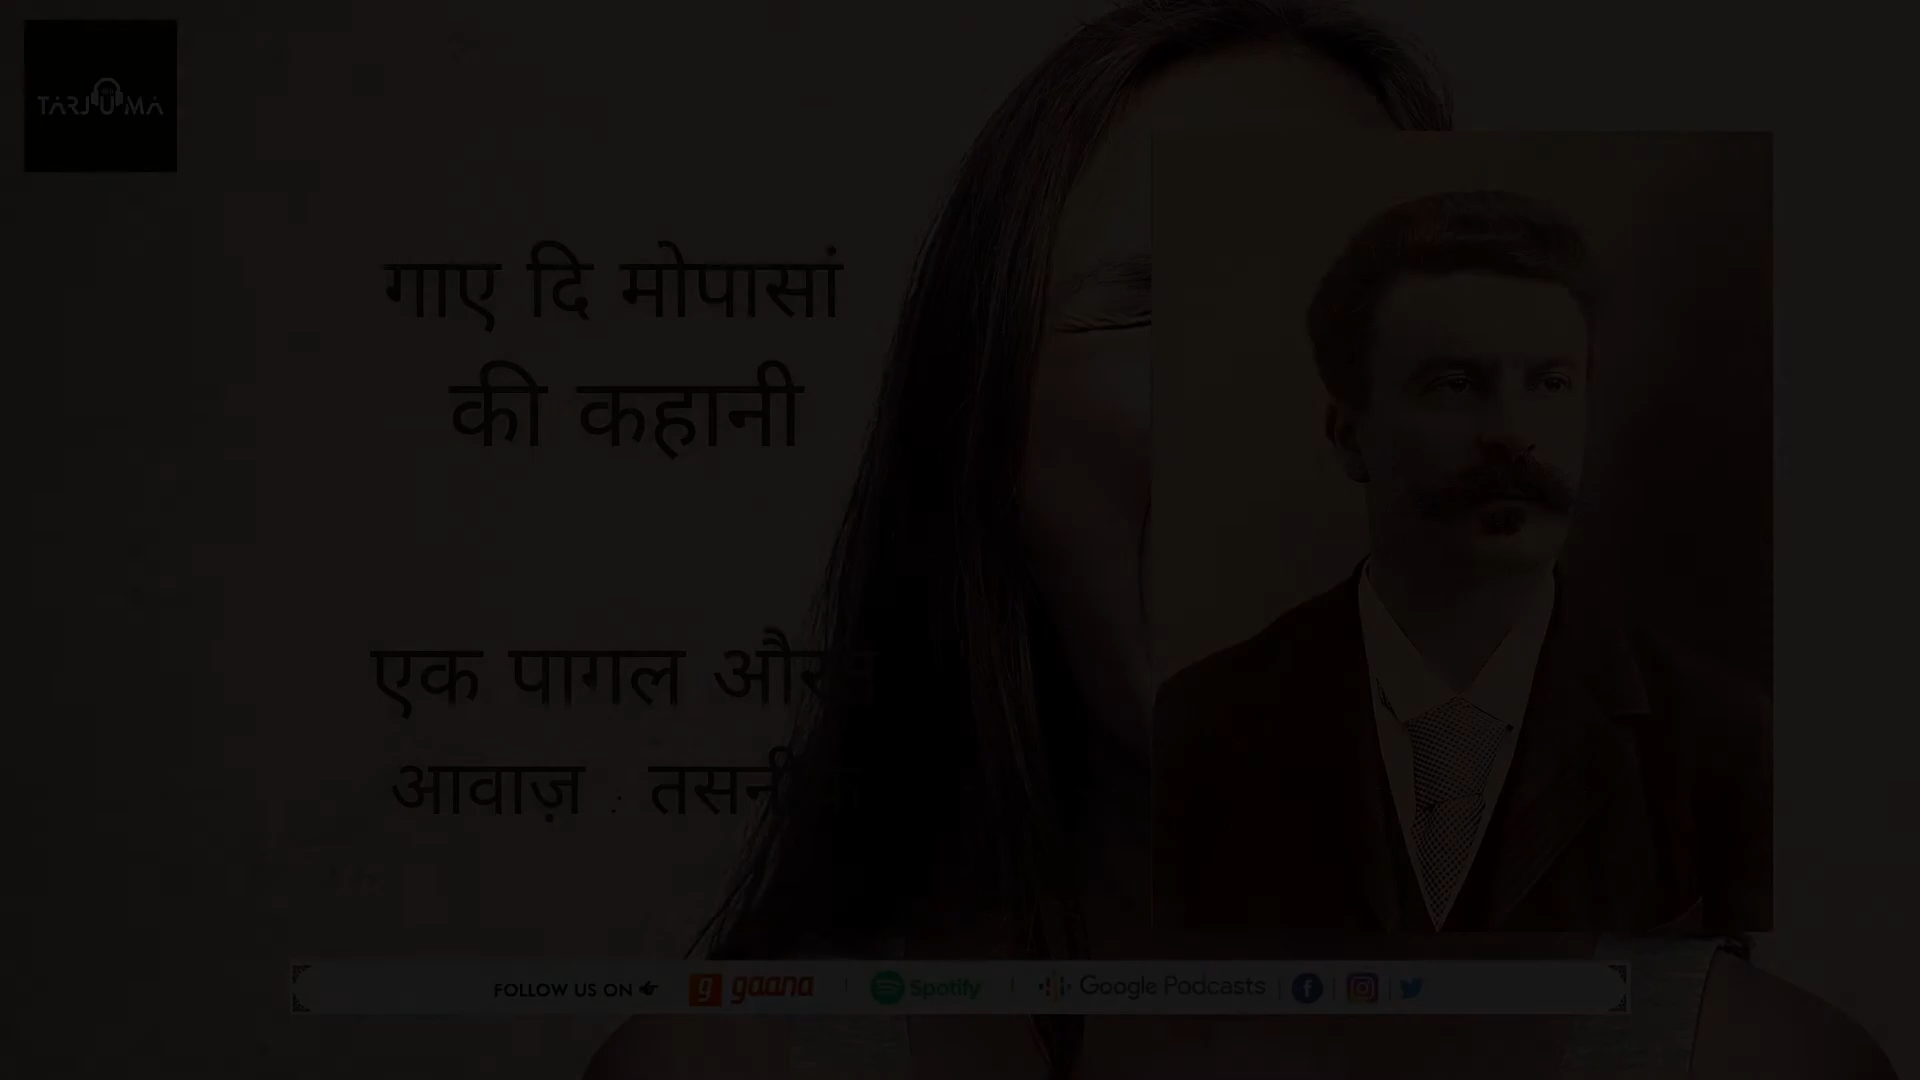 TARJUMA
गाए दि मोपासां
की कहानी
एक पागल औरत
आवाज़ : तसनीफ़
FOLLOW US ON gaana | Spotify | Google Podcasts